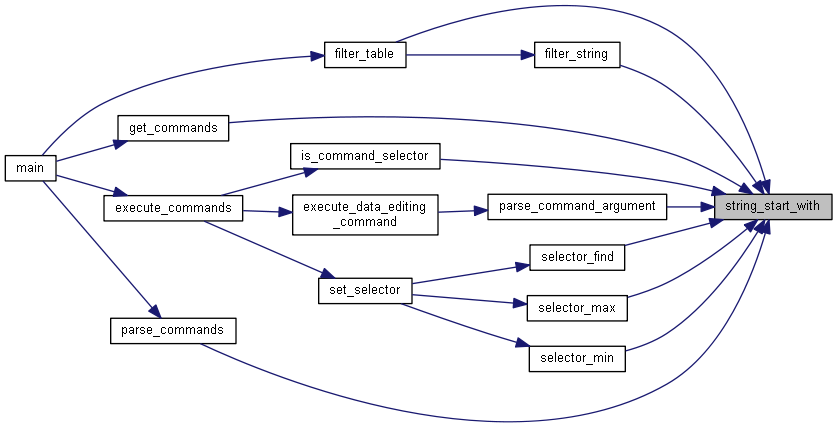 filter_table
filter_string
get_commands
is_command_selector
main
execute_commands
execute_data_editing
_command
parse_command_argument
string_start_with
selector_find
set_selector
selector_max
parse_commands
selector_min